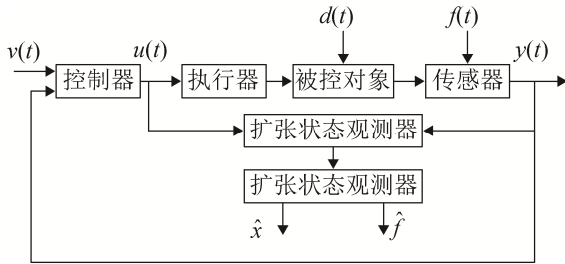 d(t) f(t)
v(t) u(t) y(t)
控制器 执行器 被控对象 传感器
扩张状态观测器
扩张状态观测器
x̂ f̂